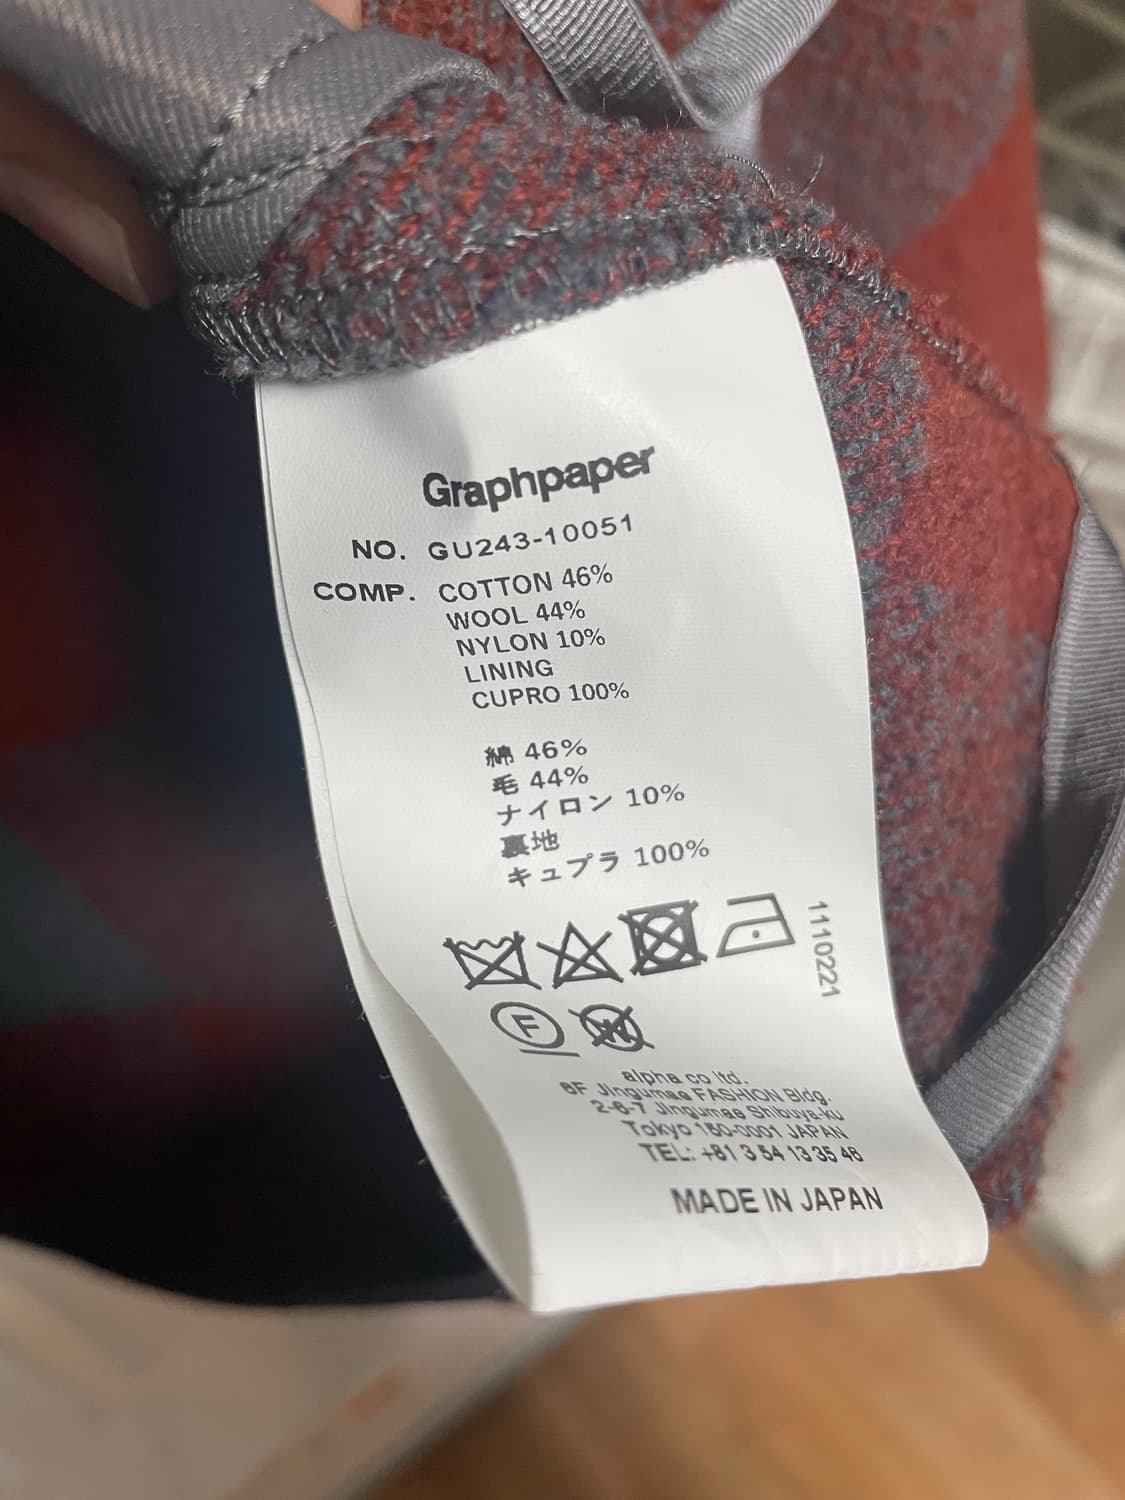 Graphpaper
NO. GU243-10051
COMP. COTTON 46%
WOOL 44%
NYLON 10%
LINING
CUPRO 100%
綿 46%
毛 44%
ナイロン 10%
裏地
キュプラ 100%
1110221
F
W
alpha co ltd.
6F Jingumae FASHION Bldg.
2-6-7 Jingumae Shibuya-ku
Tokyo 150-0001 JAPAN
TEL: +81 3 54 13 35 46
MADE IN JAPAN